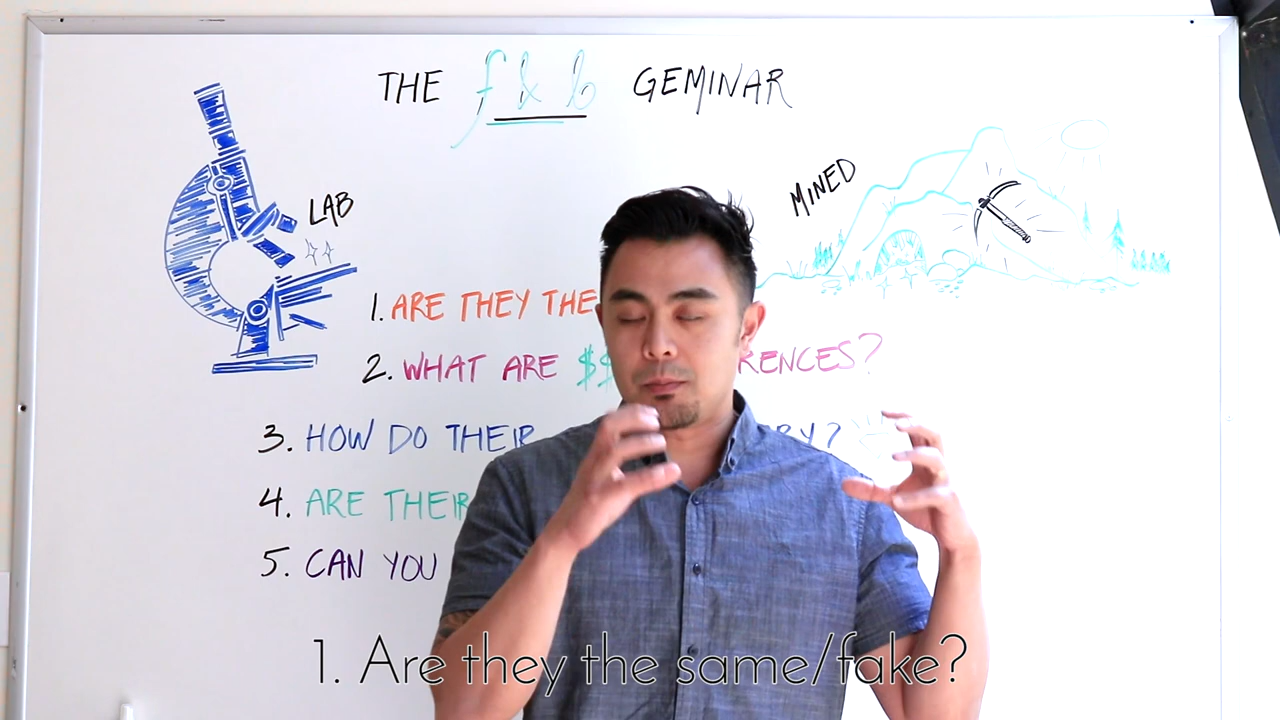 THE f & b GEMINAR
LAB
MINED
1. ARE THEY THE
2. WHAT ARE $$ RENCES?
3. HOW DO THEIR RY?
4. ARE THEIR
5. CAN YOU
1. Are they the same/fake?